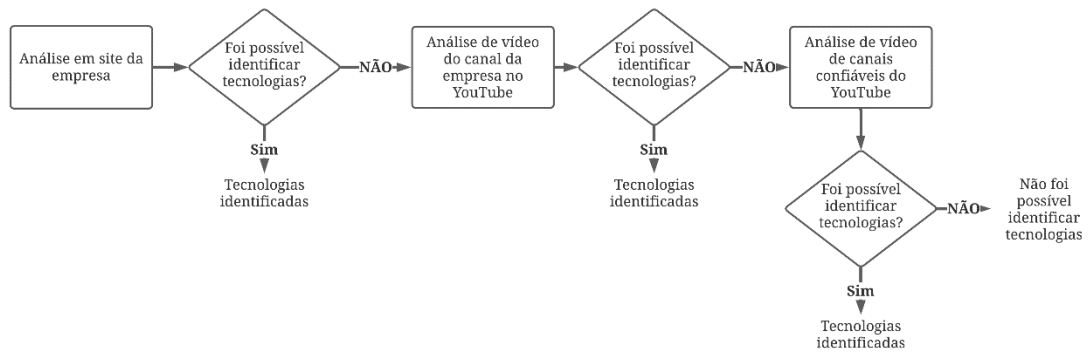 Análise em site da
empresa
Foi possível
identificar
tecnologias?
NÃO
Análise de vídeo
do canal da
empresa no
YouTube
Foi possível
identificar
tecnologias?
NÃO
Análise de vídeo
de canais
confiáveis do
YouTube
Sim
Tecnologias
identificadas
Sim
Tecnologias
identificadas
Foi possível
identificar
tecnologias?
NÃO
Não foi
possível
identificar
tecnologias
Sim
Tecnologias
identificadas